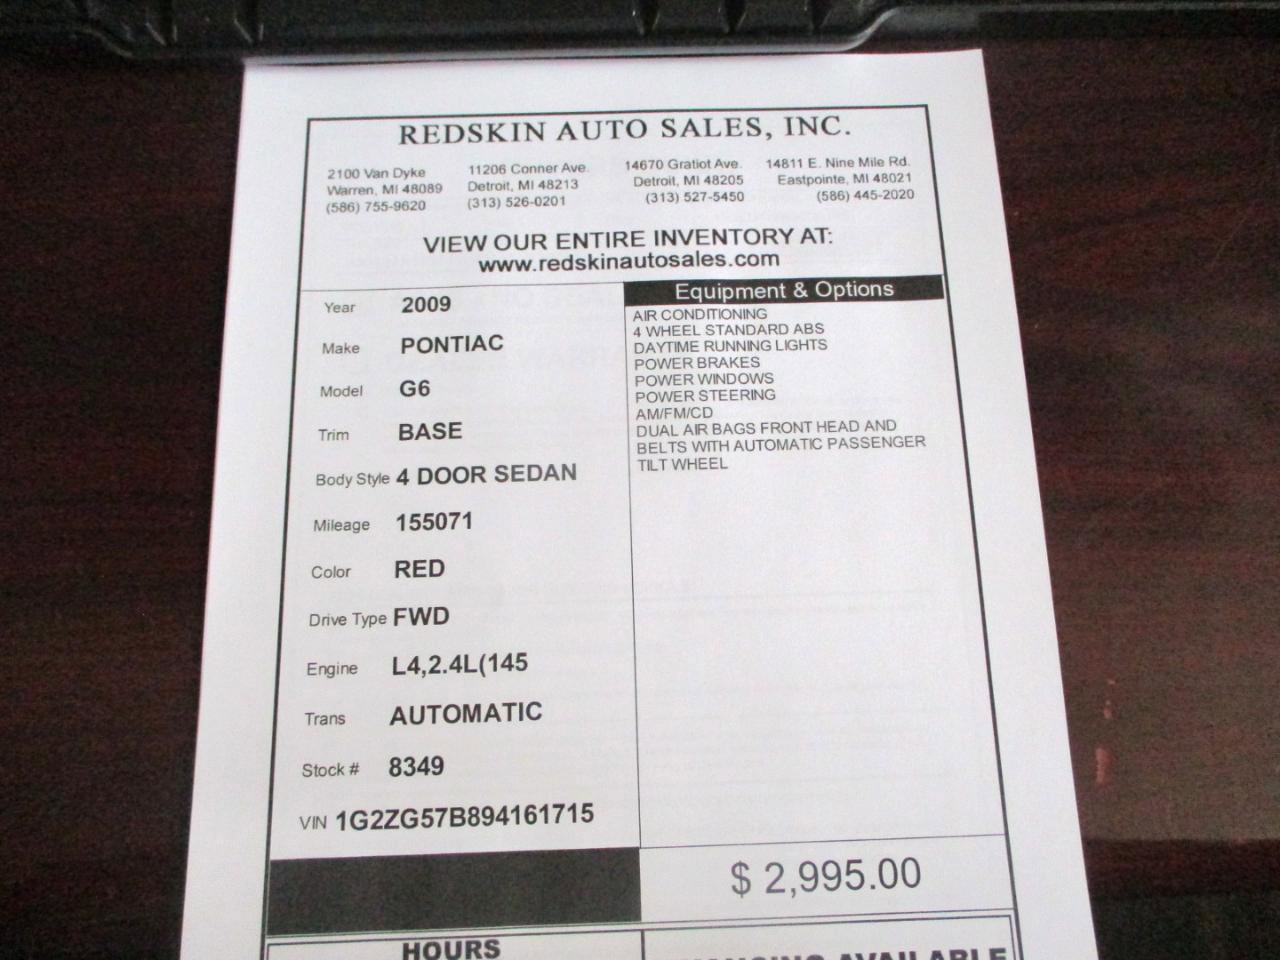 REDSKIN AUTO SALES, INC.
2100 Van Dyke
Warren, MI 48089
(586) 755-9620
11206 Conner Ave.
Detroit, MI 48213
(313) 526-0201
14670 Gratiot Ave.
Detroit, MI 48205
(313) 527-5450
14811 E. Nine Mile Rd.
Eastpointe, MI 48021
(586) 445-2020
VIEW OUR ENTIRE INVENTORY AT:
www.redskinautosales.com
Year 2009
Make PONTIAC
Model G6
Trim BASE
Body Style 4 DOOR SEDAN
Mileage 155071
Color RED
Drive Type FWD
Engine L4,2.4L(145
Trans AUTOMATIC
Stock # 8349
VIN 1G2ZG57B894161715
Equipment & Options
AIR CONDITIONING
4 WHEEL STANDARD ABS
DAYTIME RUNNING LIGHTS
POWER BRAKES
POWER WINDOWS
POWER STEERING
AM/FM/CD
DUAL AIR BAGS FRONT HEAD AND
BELTS WITH AUTOMATIC PASSENGER
TILT WHEEL
$ 2,995.00
HOURS
AVAILABLE